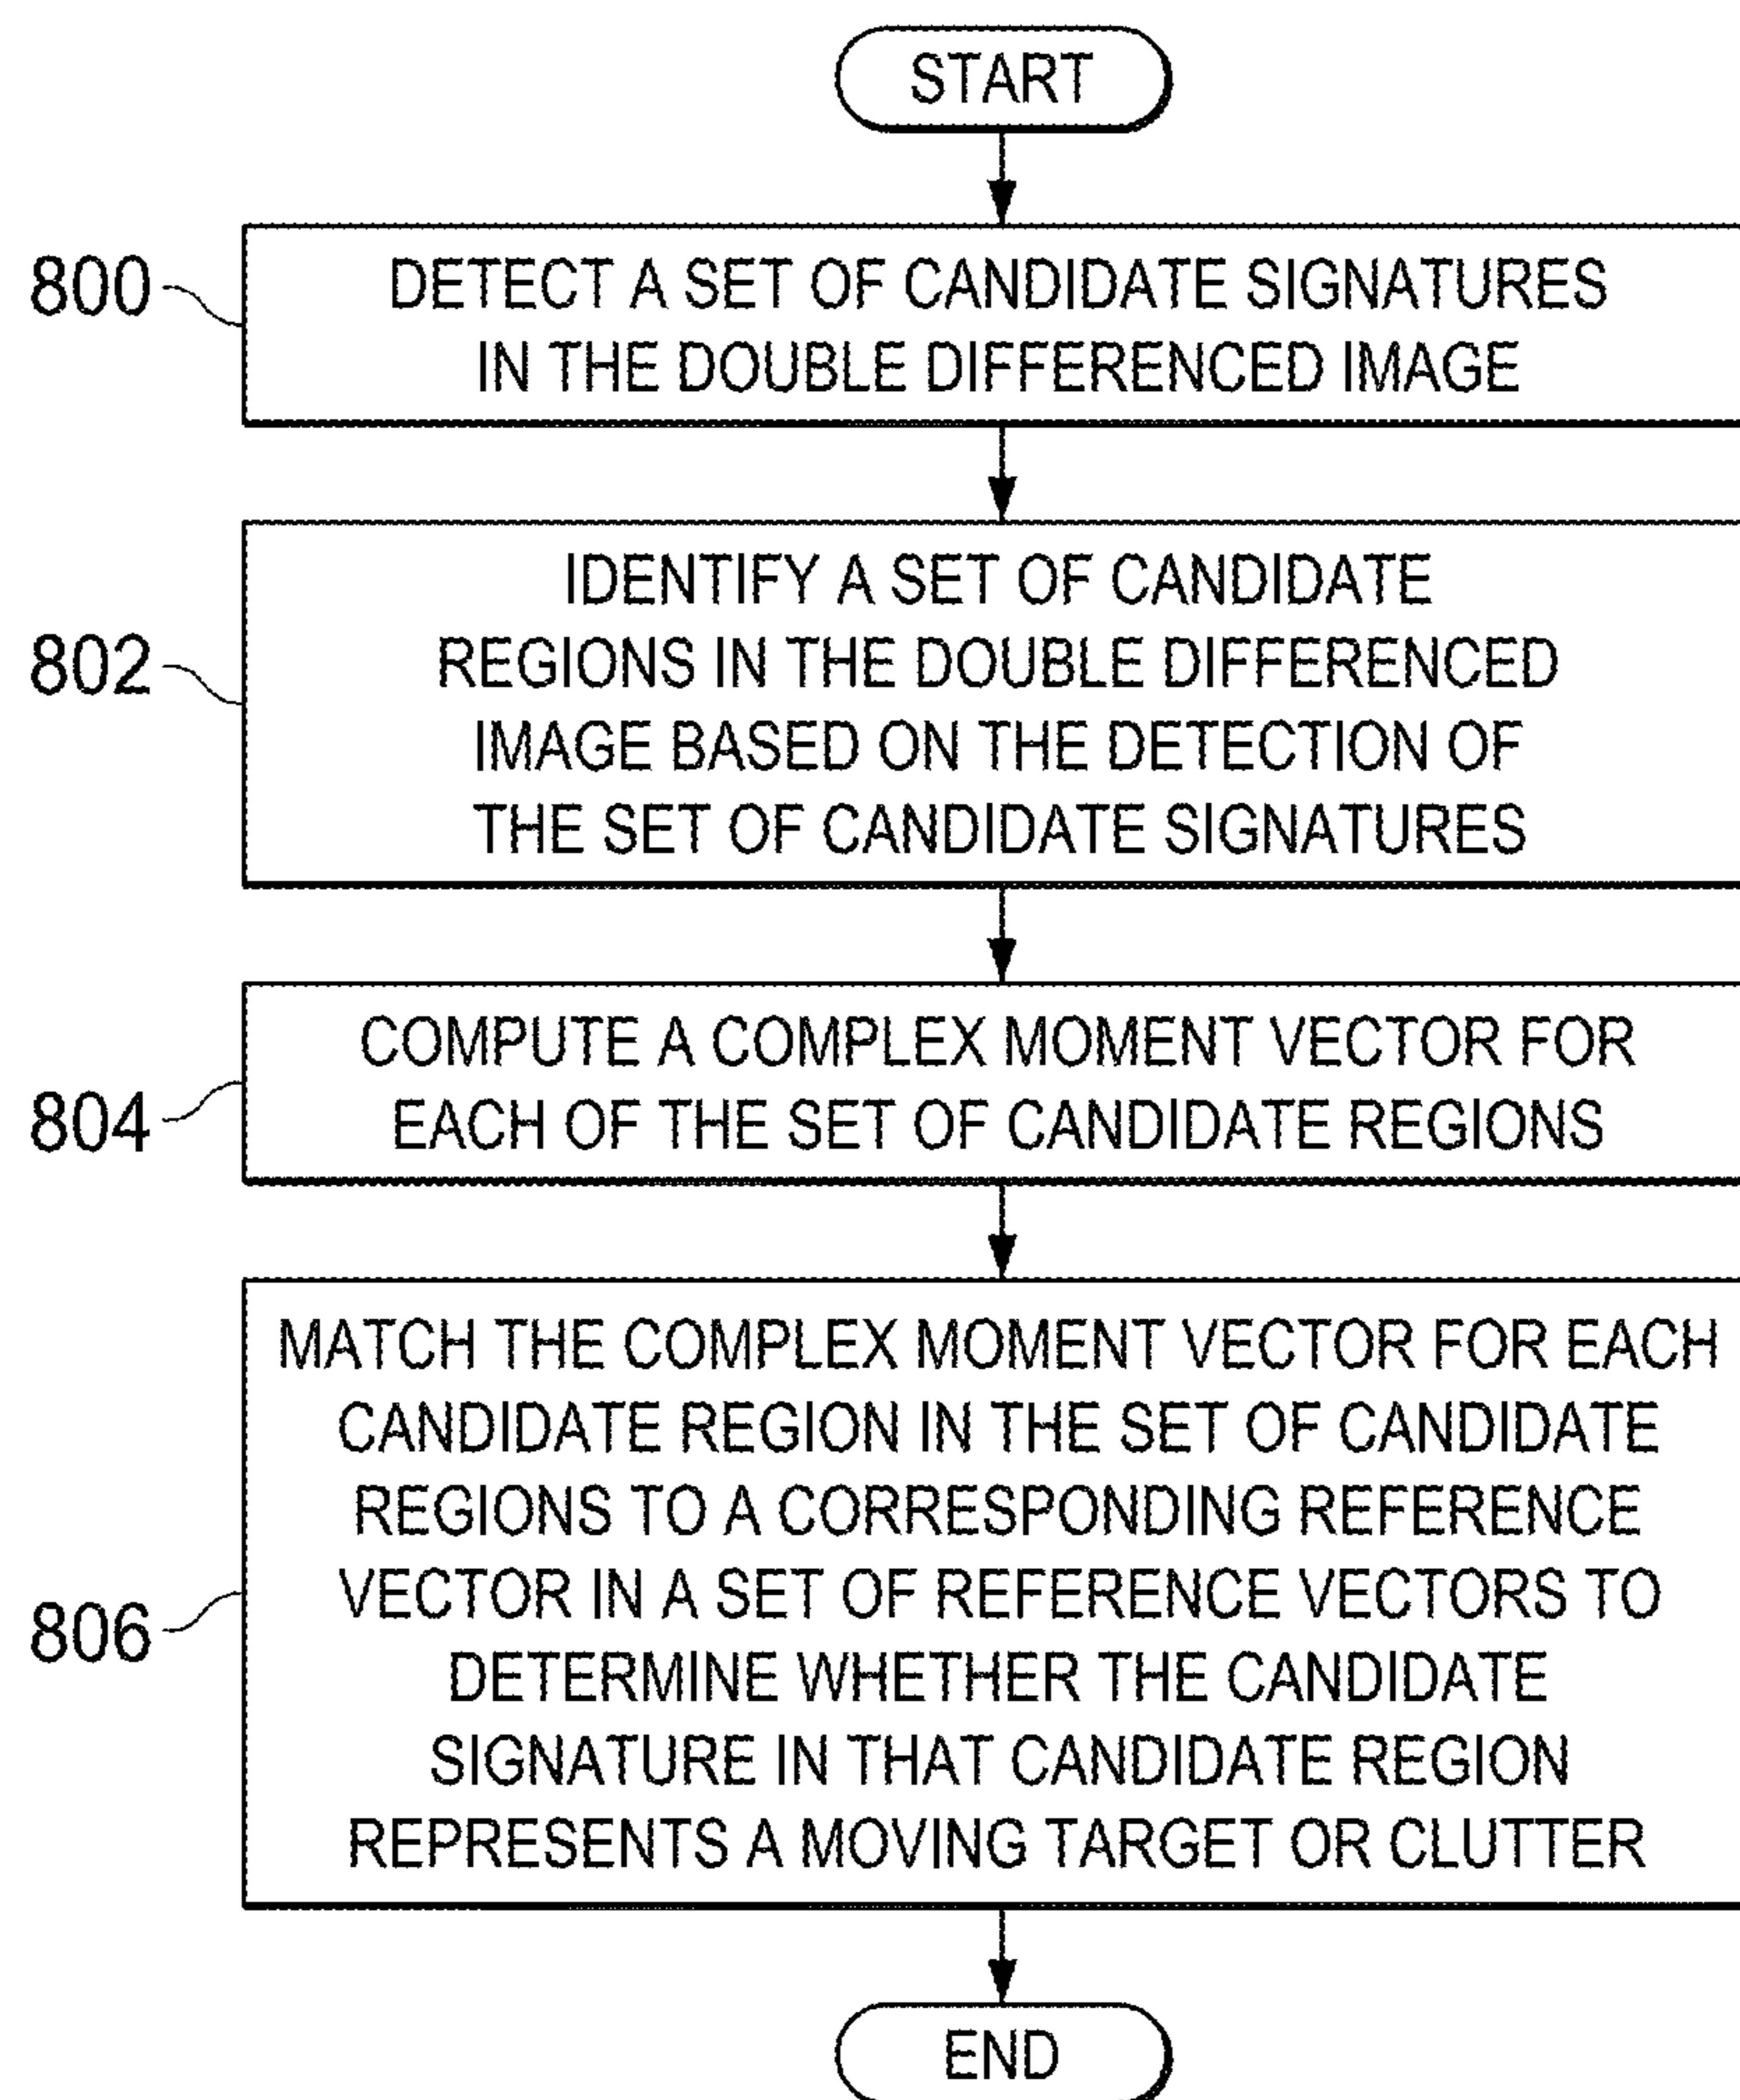 START
800
DETECT A SET OF CANDIDATE SIGNATURES
IN THE DOUBLE DIFFERENCED IMAGE
802
IDENTIFY A SET OF CANDIDATE
REGIONS IN THE DOUBLE DIFFERENCED
IMAGE BASED ON THE DETECTION OF
THE SET OF CANDIDATE SIGNATURES
804
COMPUTE A COMPLEX MOMENT VECTOR FOR
EACH OF THE SET OF CANDIDATE REGIONS
806
MATCH THE COMPLEX MOMENT VECTOR FOR EACH
CANDIDATE REGION IN THE SET OF CANDIDATE
REGIONS TO A CORRESPONDING REFERENCE
VECTOR IN A SET OF REFERENCE VECTORS TO
DETERMINE WHETHER THE CANDIDATE
SIGNATURE IN THAT CANDIDATE REGION
REPRESENTS A MOVING TARGET OR CLUTTER
END